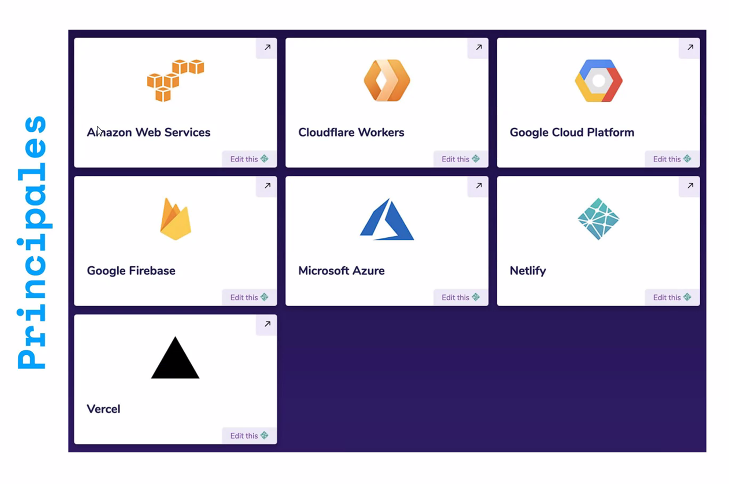 Principales
Amazon Web Services
Edit this
Cloudflare Workers
Edit this
Google Cloud Platform
Edit this
Google Firebase
Edit this
Microsoft Azure
Edit this
Netlify
Edit this
Vercel
Edit this